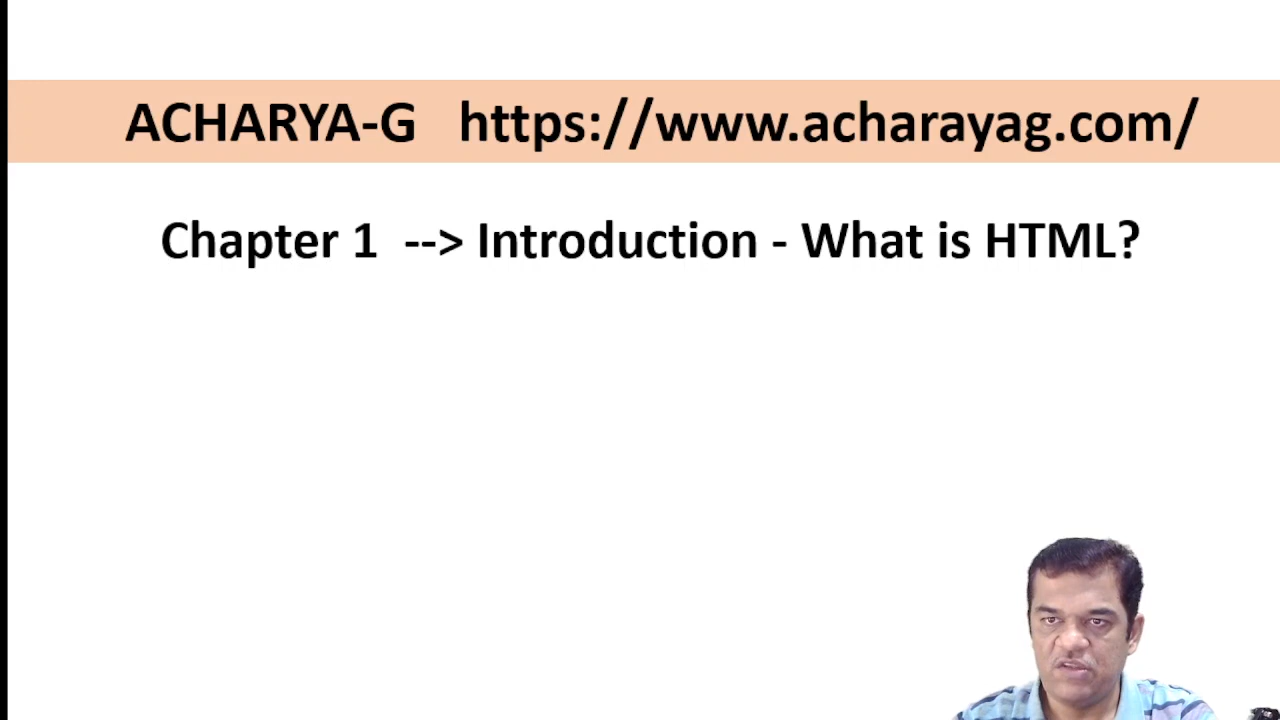 ACHARYA-G https://www.acharayag.com/
Chapter 1 --> Introduction - What is HTML?